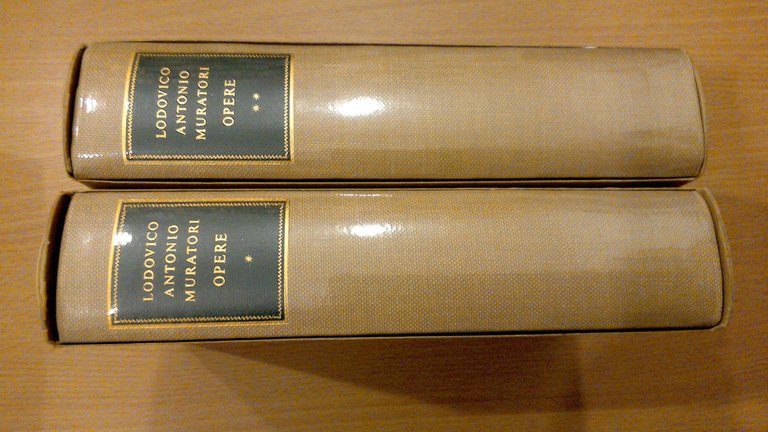 LODOVICO
ANTONIO
MURATORI
OPERE
**
LODOVICO
ANTONIO
MURATORI
OPERE
*